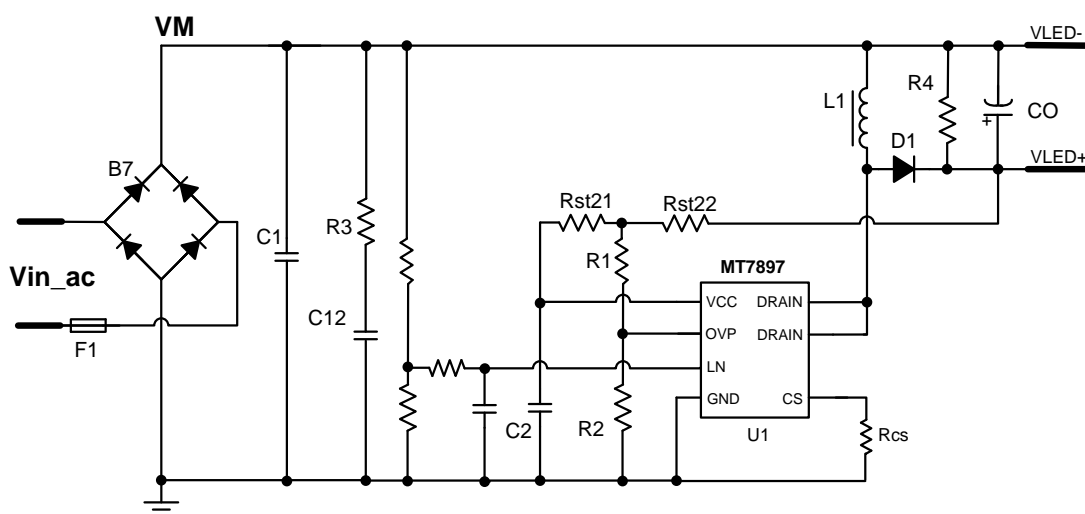 VM
VLED-
L1
R4
CO
B7
D1
VLED+
Rst21
Rst22
C1
R3
R1
MT7897
Vin_ac
VCC
DRAIN
C12
OVP
DRAIN
F1
LN
GND
CS
C2
R2
U1
Rcs
+